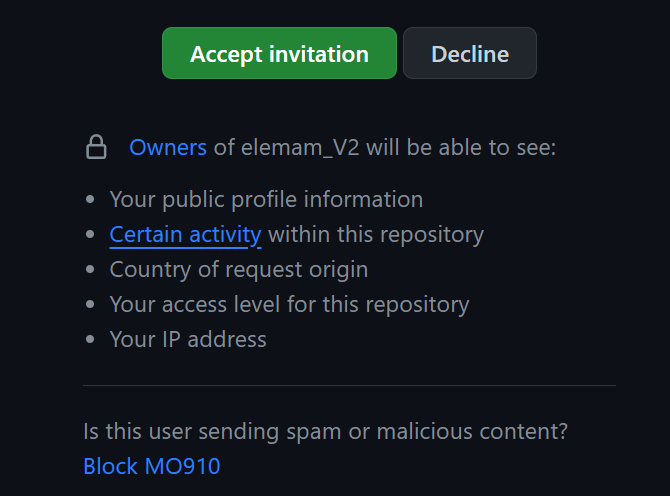 Accept invitation Decline
Owners of elemam_V2 will be able to see:
Your public profile information
Certain activity within this repository
Country of request origin
Your access level for this repository
Your IP address
Is this user sending spam or malicious content?
Block MO910